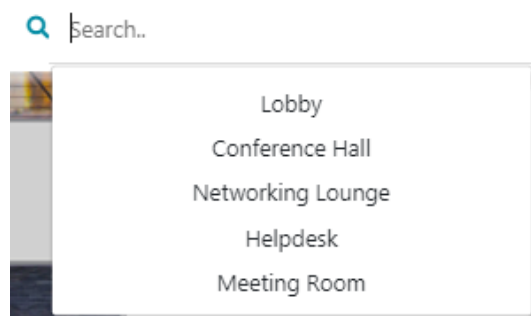 Search..
Lobby
Conference Hall
Networking Lounge
Helpdesk
Meeting Room